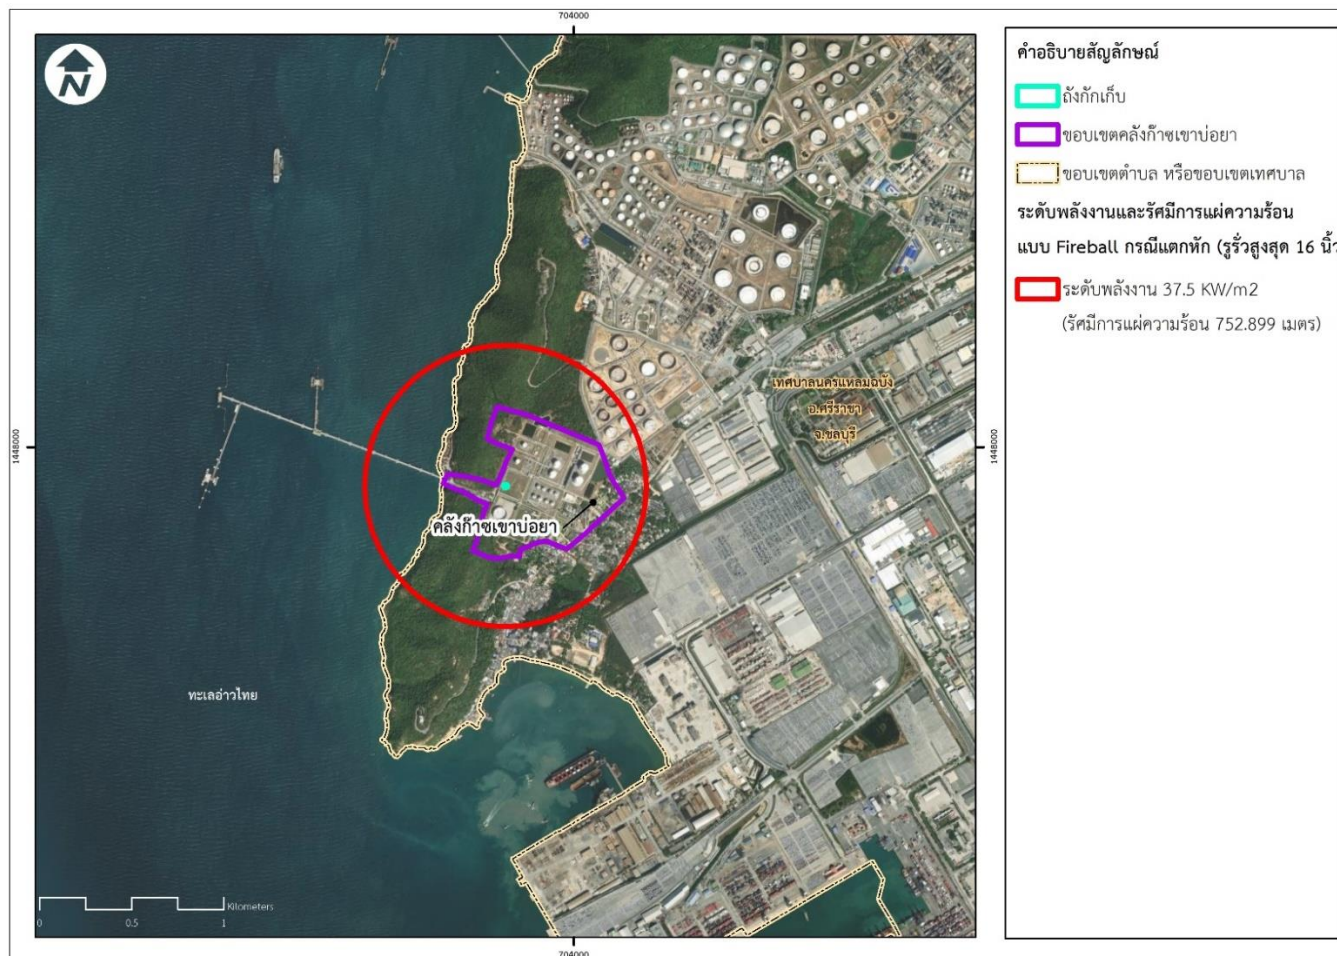 704000
N
คำอธิบายสัญลักษณ์
ถังกักเก็บ
ขอบเขตคลังก๊าซเขาบ่อยา
ขอบเขตตำบล หรือขอบเขตเทศบาล
ระดับพลังงานและรัศมีการแผ่ความร้อน
แบบ Fireball กรณีแตกหัก (รูรั่วสูงสุด 16 นิ้ว
ระดับพลังงาน 37.5 KW/m2
(รัศมีการแผ่ความร้อน 752.899 เมตร)
เทศบาลนครแหลมฉบัง
อ.ศรีราชา
จ.ชลบุรี
1448000
1448000
คลังก๊าซเขาบ่อยา
ทะเลอ่าวไทย
Kilometers
0 0.5 1
704000